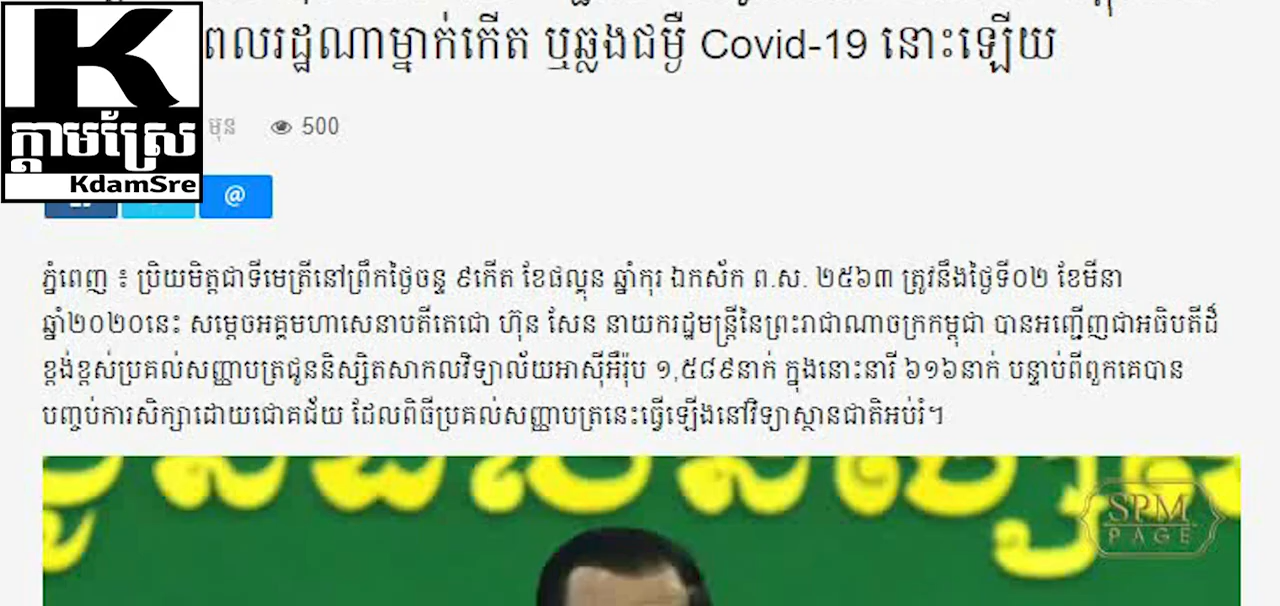 ពលរដ្ឋណាម្នាក់កើត ឬឆ្លងជម្ងឺ Covid-19 នោះឡើយ
K
ក្ដាមស្រែ
KdamSre
មុន 500
@
ភ្នំពេញ ៖ ប្រិយមិត្តជាទីមេត្រីនៅព្រឹកថ្ងៃចន្ទ ៩កើត ខែផល្គុន ឆ្នាំកុរ ឯកស័ក ព.ស. ២៥៦៣ ត្រូវនឹងថ្ងៃទី០២ ខែមីនា
ឆ្នាំ២០២០នេះ សម្ដេចអគ្គមហាសេនាបតីតេជោ ហ៊ុន សែន នាយករដ្ឋមន្ត្រីនៃព្រះរាជាណាចក្រកម្ពុជា បានអញ្ជើញជាអធិបតីដ៏
ខ្ពង់ខ្ពស់ប្រគល់សញ្ញាបត្រជូននិស្សិតសាកលវិទ្យាល័យអាស៊ីអឺរ៉ុប ១,៥៨៩នាក់ ក្នុងនោះនារី ៦១៦នាក់ បន្ទាប់ពីពួកគេបាន
បញ្ចប់ការសិក្សាដោយជោគជ័យ ដែលពិធីប្រគល់សញ្ញាបត្រនេះធ្វើឡើងនៅវិទ្យាស្ថានជាតិអប់រំ។
SPM
PAGE